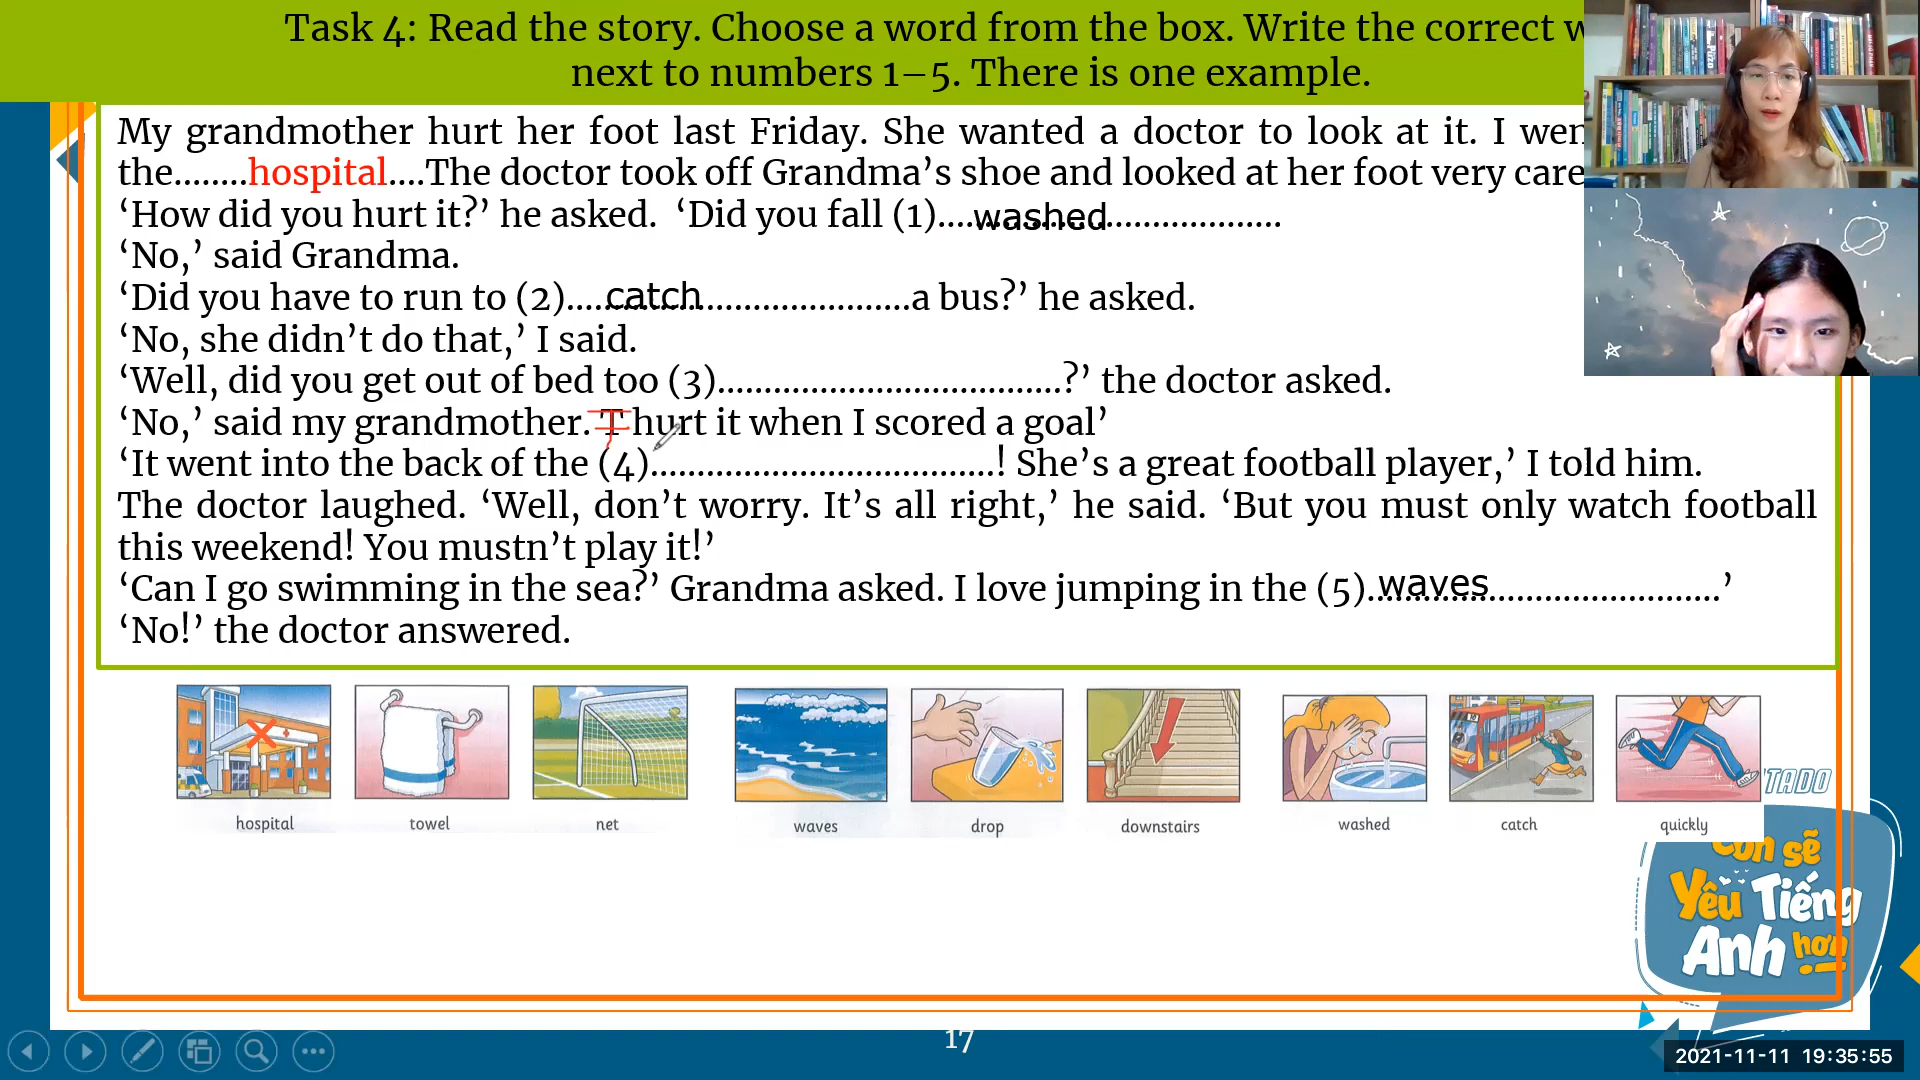 Task 4: Read the story. Choose a word from the box. Write the correct w
next to numbers 1–5. There is one example.
My grandmother hurt her foot last Friday. She wanted a doctor to look at it. I wen
the........hospital....The doctor took off Grandma's shoe and looked at her foot very care
'How did you hurt it?' he asked. 'Did you fall (1)....washed..................
'No,' said Grandma.
'Did you have to run to (2)....catch......................a bus?' he asked.
'No, she didn't do that,' I said.
'Well, did you get out of bed too (3).....................................?' the doctor asked.
'No,' said my grandmother. 'I hurt it when I scored a goal'
'It went into the back of the (4).....................................! She's a great football player,' I told him.
The doctor laughed. 'Well, don't worry. It's all right,' he said. 'But you must only watch football
this weekend! You mustn't play it!'
'Can I go swimming in the sea?' Grandma asked. I love jumping in the (5).waves.........................'
'No!' the doctor answered.
hospital towel net waves drop downstairs washed catch quickly
TADO
Con sẽ
Yêu Tiếng
Anh hơn
17
2021-11-11 19:35:55